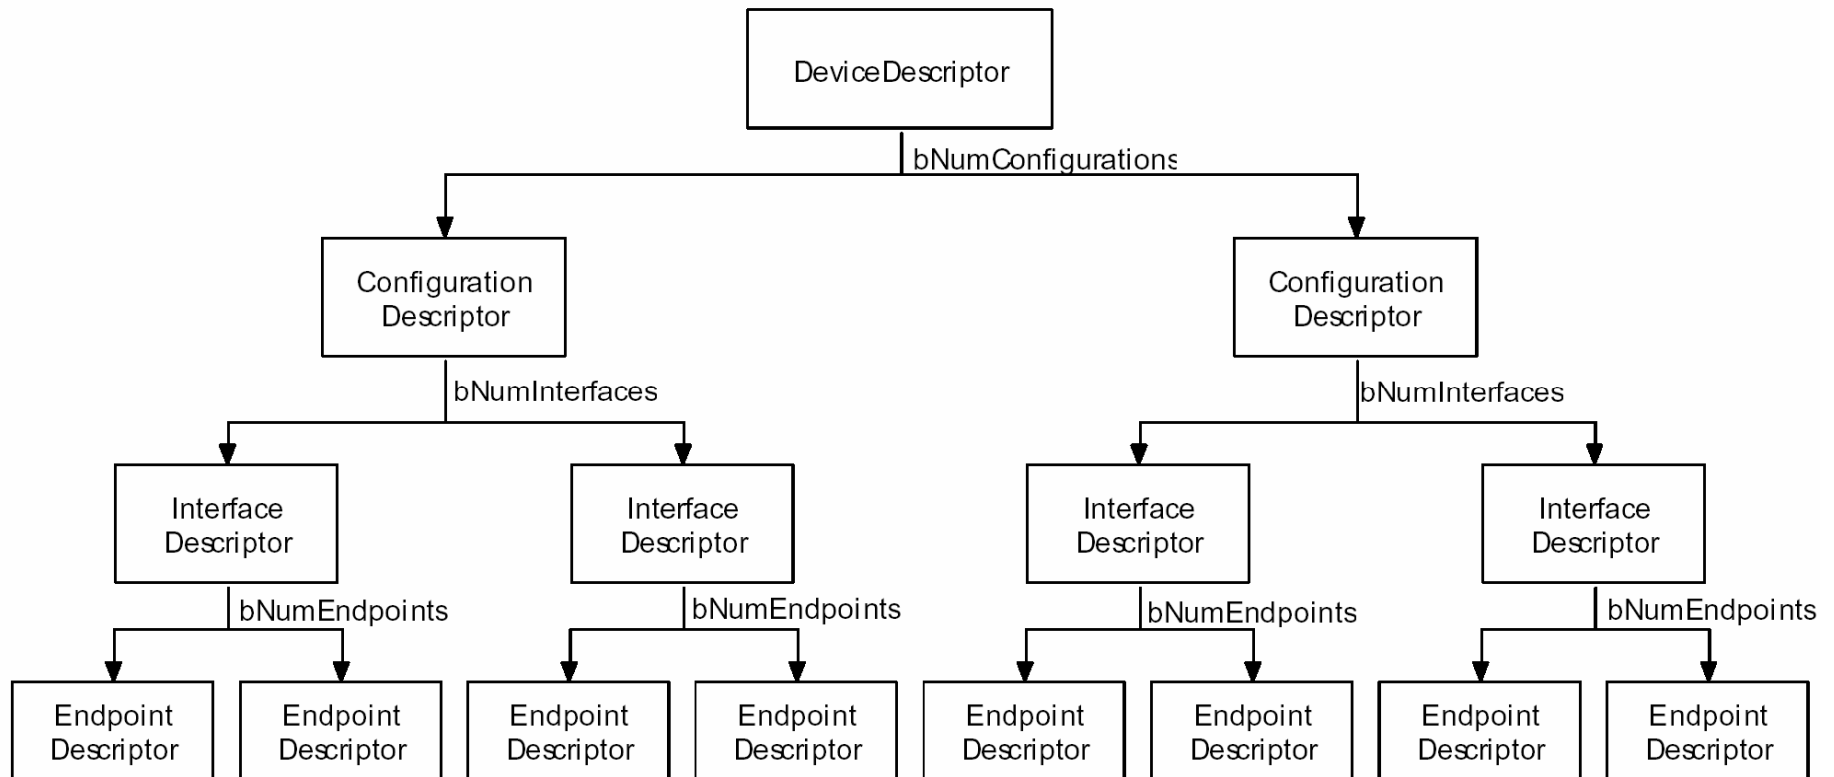 DeviceDescriptor
bNumConfigurations
Configuration
Descriptor
Configuration
Descriptor
bNumInterfaces
bNumInterfaces
Interface
Descriptor
Interface
Descriptor
Interface
Descriptor
Interface
Descriptor
bNumEndpoints
bNumEndpoints
bNumEndpoints
bNumEndpoints
Endpoint
Descriptor
Endpoint
Descriptor
Endpoint
Descriptor
Endpoint
Descriptor
Endpoint
Descriptor
Endpoint
Descriptor
Endpoint
Descriptor
Endpoint
Descriptor